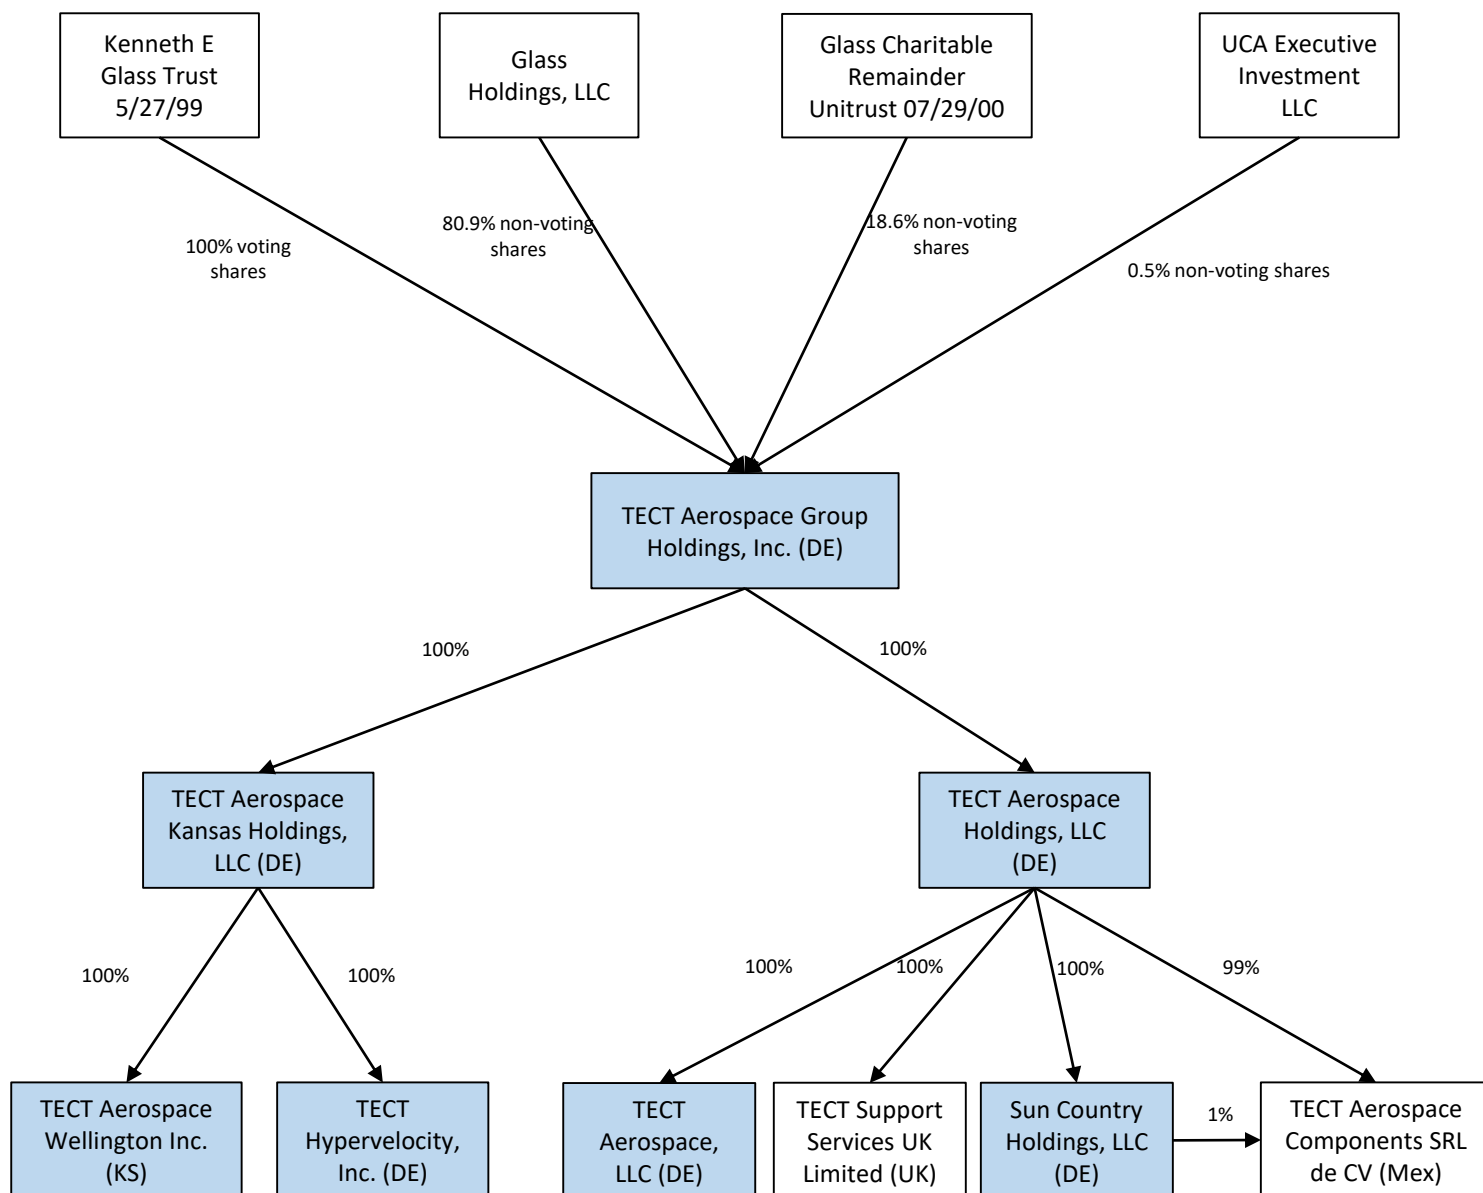 Kenneth E
Glass Trust
5/27/99
Glass
Holdings, LLC
Glass Charitable
Remainder
Unitrust 07/29/00
UCA Executive
Investment
LLC
100% voting
shares
80.9% non-voting
shares
18.6% non-voting
shares
0.5% non-voting shares
TECT Aerospace Group
Holdings, Inc. (DE)
100%
100%
TECT Aerospace
Kansas Holdings,
LLC (DE)
TECT Aerospace
Holdings, LLC
(DE)
100%
100%
100%
100%
100%
99%
TECT Aerospace
Wellington Inc.
(KS)
TECT
Hypervelocity,
Inc. (DE)
TECT
Aerospace,
LLC (DE)
TECT Support
Services UK
Limited (UK)
Sun Country
Holdings, LLC
(DE)
1%
TECT Aerospace
Components SRL
de CV (Mex)